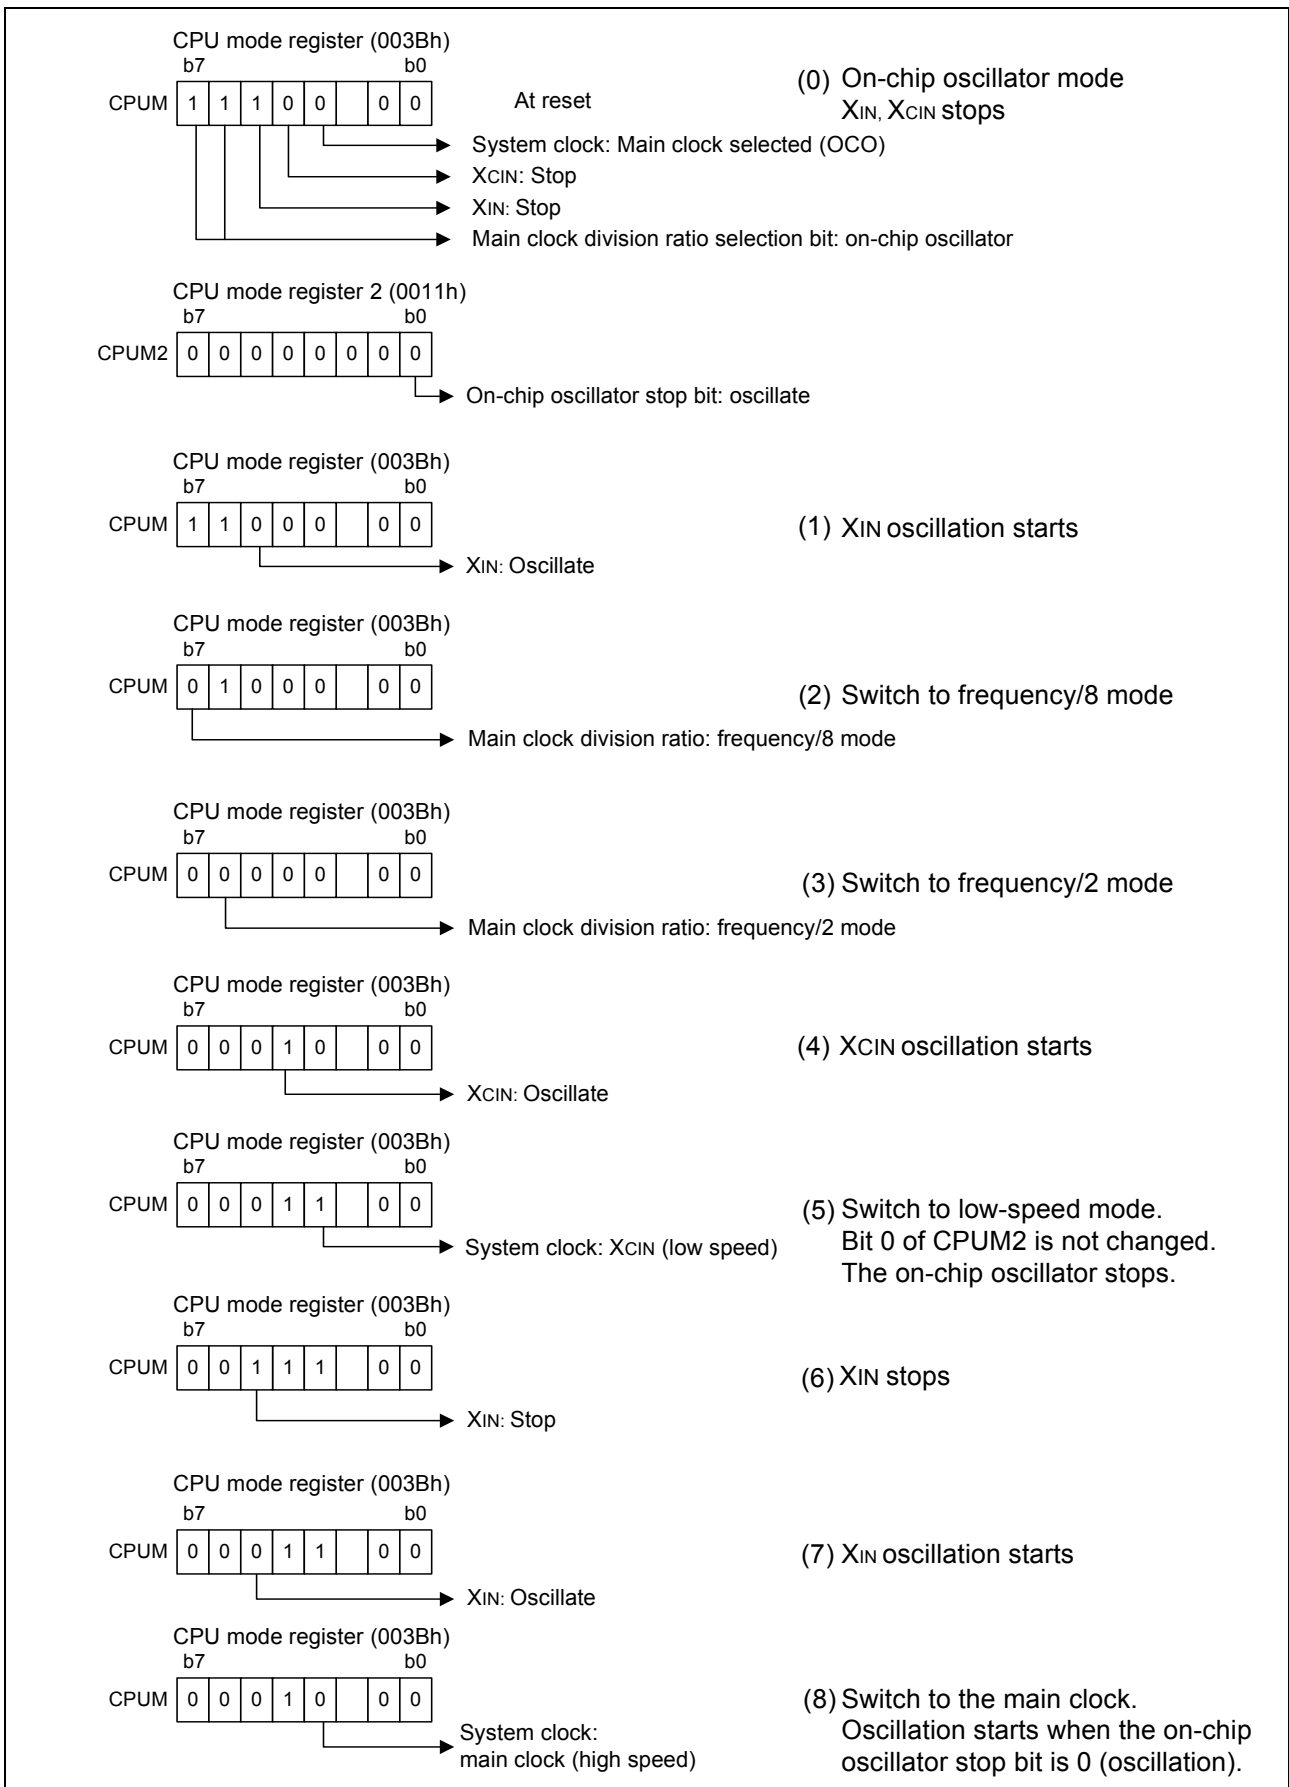 CPU mode register (003Bh)
b7 b0
CPUM 1 1 1 0 0 0 0
At reset
(0) On-chip oscillator mode
XIN, XCIN stops
System clock: Main clock selected (OCO)
XCIN: Stop
XIN: Stop
Main clock division ratio selection bit: on-chip oscillator
CPU mode register 2 (0011h)
b7 b0
CPUM2 0 0 0 0 0 0 0 0
On-chip oscillator stop bit: oscillate
CPU mode register (003Bh)
b7 b0
CPUM 1 1 0 0 0 0 0
(1) XIN oscillation starts
XIN: Oscillate
CPU mode register (003Bh)
b7 b0
CPUM 0 1 0 0 0 0 0
(2) Switch to frequency/8 mode
Main clock division ratio: frequency/8 mode
CPU mode register (003Bh)
b7 b0
CPUM 0 0 0 0 0 0 0
(3) Switch to frequency/2 mode
Main clock division ratio: frequency/2 mode
CPU mode register (003Bh)
b7 b0
CPUM 0 0 0 1 0 0 0
(4) XCIN oscillation starts
XCIN: Oscillate
CPU mode register (003Bh)
b7 b0
CPUM 0 0 0 1 1 0 0
(5) Switch to low-speed mode.
Bit 0 of CPUM2 is not changed.
The on-chip oscillator stops.
System clock: XCIN (low speed)
CPU mode register (003Bh)
b7 b0
CPUM 0 0 1 1 1 0 0
(6) XIN stops
XIN: Stop
CPU mode register (003Bh)
b7 b0
CPUM 0 0 0 1 1 0 0
(7) XIN oscillation starts
XIN: Oscillate
CPU mode register (003Bh)
b7 b0
CPUM 0 0 0 1 0 0 0
(8) Switch to the main clock.
Oscillation starts when the on-chip
oscillator stop bit is 0 (oscillation).
System clock:
main clock (high speed)